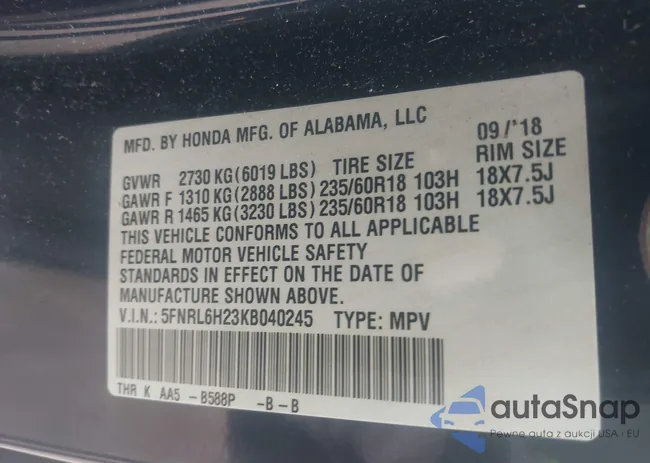 MFD. BY HONDA MFG. OF ALABAMA, LLC 09/'18
GVWR 2730 KG (6019 LBS) TIRE SIZE RIM SIZE
GAWR F 1310 KG (2888 LBS) 235/60R18 103H 18X7.5J
GAWR R 1465 KG (3230 LBS) 235/60R18 103H 18X7.5J
THIS VEHICLE CONFORMS TO ALL APPLICABLE
FEDERAL MOTOR VEHICLE SAFETY
STANDARDS IN EFFECT ON THE DATE OF
MANUFACTURE SHOWN ABOVE.
V.I.N.: 5FNRL6H23KB040245 TYPE: MPV
THR K AA5 -B588P -B-B
autaSnap
Pewne auta z aukcji USA i EU